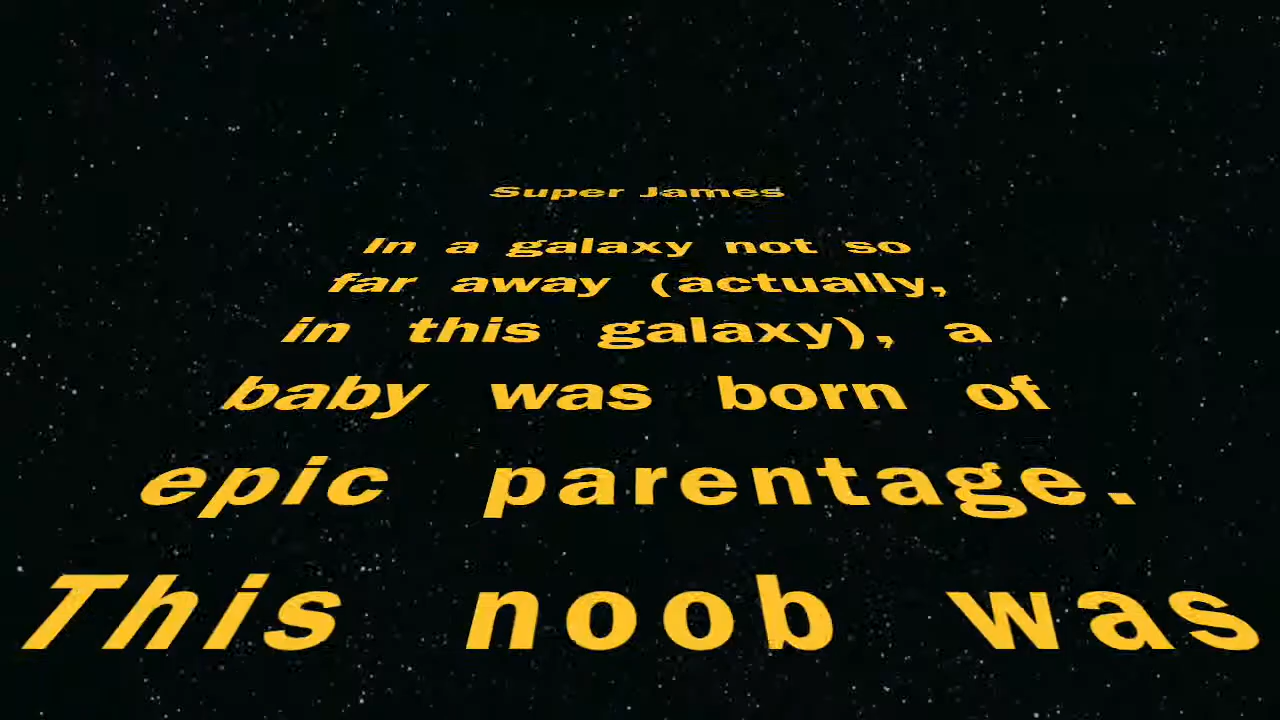 Super James
In a galaxy not so
far away (actually,
in this galaxy), a
baby was born of
epic parentage.
This noob was